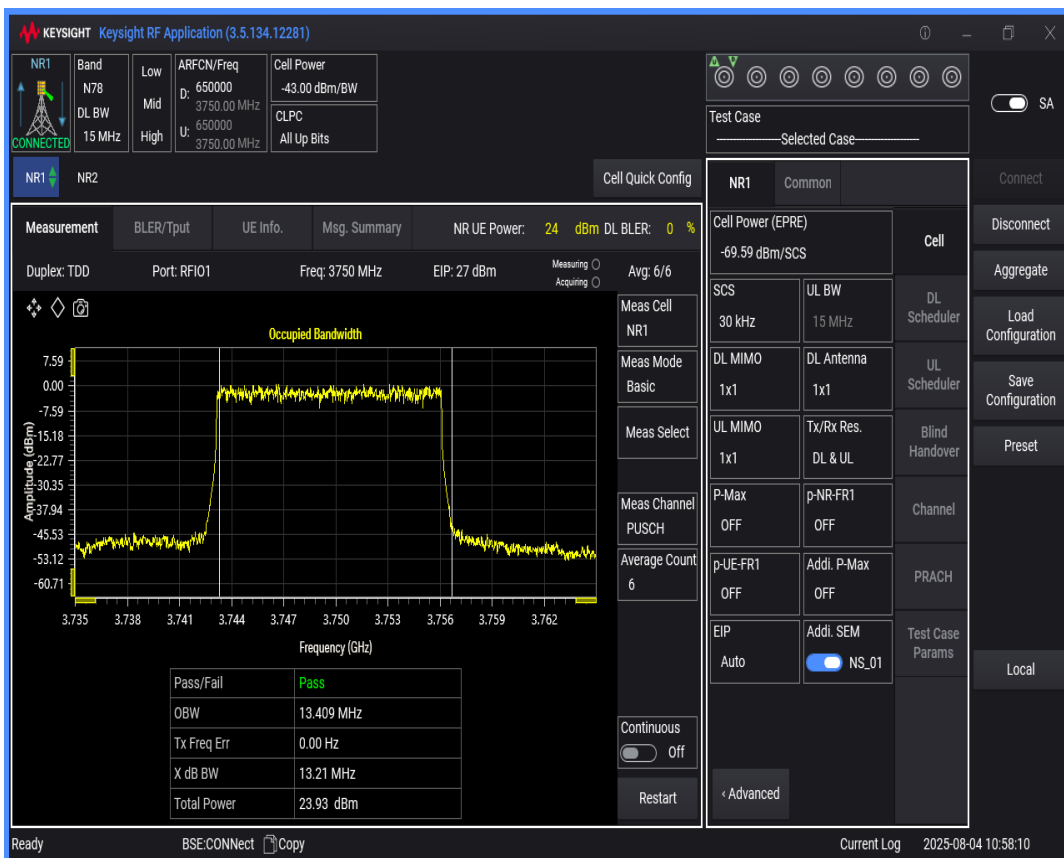 KEYSIGHT Keysight RF Application (3.5.134.12281)
NR1
CONNECTED
Band
N78
DL BW
15 MHz
Low
Mid
High
ARFCN/Freq
D: 650000
3750.00 MHz
U: 650000
3750.00 MHz
Cell Power
-43.00 dBm/BW
CLPC
All Up Bits
Test Case
Selected Case
SA
NR1
NR2
Cell Quick Config
NR1
Common
Connect
Disconnect
Aggregate
Load
Configuration
Save
Configuration
Preset
Local
Measurement
BLER/Tput
UE Info.
Msg. Summary
NR UE Power: 24 dBm DL BLER: 0 %
Duplex: TDD
Port: RFIO1
Freq: 3750 MHz
EIP: 27 dBm
Measuring
Acquiring
Avg: 6/6
Occupied Bandwidth
Amplitude (dBm)
7.59
0.00
-7.59
-15.18
-22.77
-30.35
-37.94
-45.53
-53.12
-60.71
3.735 3.738 3.741 3.744 3.747 3.750 3.753 3.756 3.759 3.762
Frequency (GHz)
Pass/Fail Pass
OBW 13.409 MHz
Tx Freq Err 0.00 Hz
X dB BW 13.21 MHz
Total Power 23.93 dBm
Meas Cell
NR1
Meas Mode
Basic
Meas Select
Meas Channel
PUSCH
Average Count
6
Continuous
Off
Restart
Cell Power (EPRE)
-69.59 dBm/SCS
SCS
30 kHz
UL BW
15 MHz
DL MIMO
1x1
DL Antenna
1x1
UL MIMO
1x1
Tx/Rx Res.
DL & UL
P-Max
OFF
p-NR-FR1
OFF
p-UE-FR1
OFF
Addi. P-Max
OFF
EIP
Auto
Addi. SEM
NS_01
‹ Advanced
Cell
DL
Scheduler
UL
Scheduler
Blind
Handover
Channel
PRACH
Test Case
Params
Ready
BSE:CONNect
Copy
Current Log
2025-08-04 10:58:10